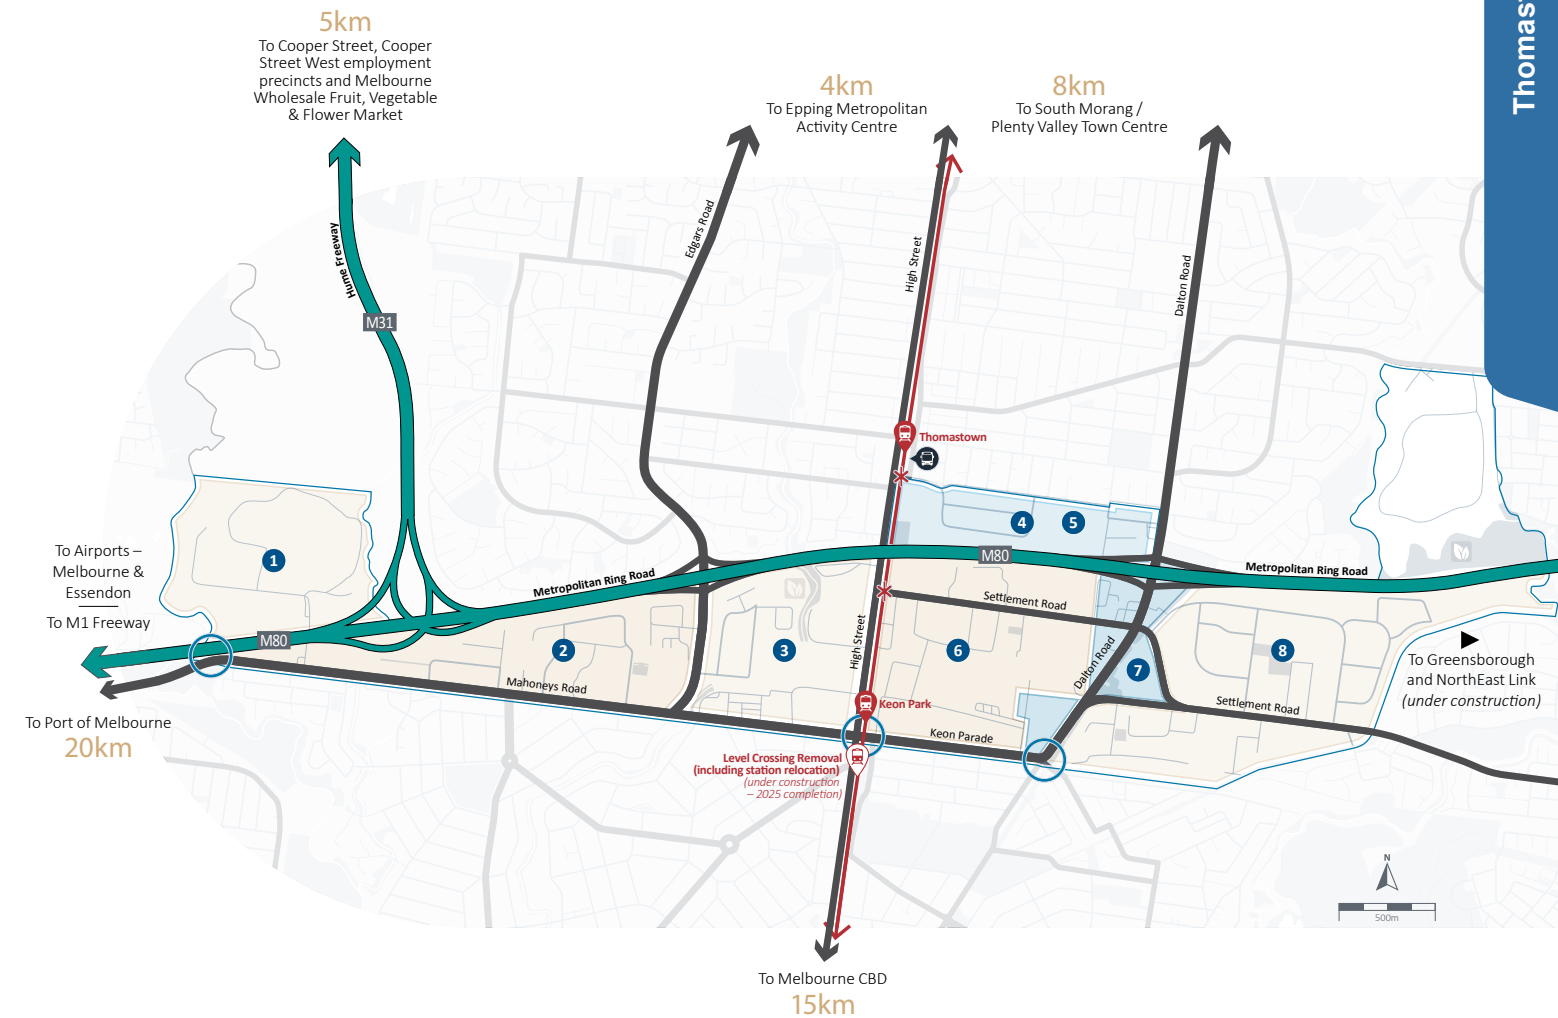 5km
To Cooper Street, Cooper
Street West employment
precincts and Melbourne
Wholesale Fruit, Vegetable
& Flower Market
4km
To Epping Metropolitan
Activity Centre
8km
To South Morang /
Plenty Valley Town Centre
Thomas
Hume Freeway
M31
Edgars Road
High Street
Dalton Road
Thomastown
4
5
1
M80
Metropolitan Ring Road
Metropolitan Ring Road
To Airports –
Melbourne &
Essendon
To M1 Freeway
M80
Settlement Road
High Street
2
3
6
Dalton Road
7
8
To Greensborough
and NorthEast Link
(under construction)
Mahoneys Road
Keon Park
Settlement Road
Keon Parade
To Port of Melbourne
20km
Level Crossing Removal
(including station relocation)
(under construction
– 2025 completion)
N
500m
To Melbourne CBD
15km